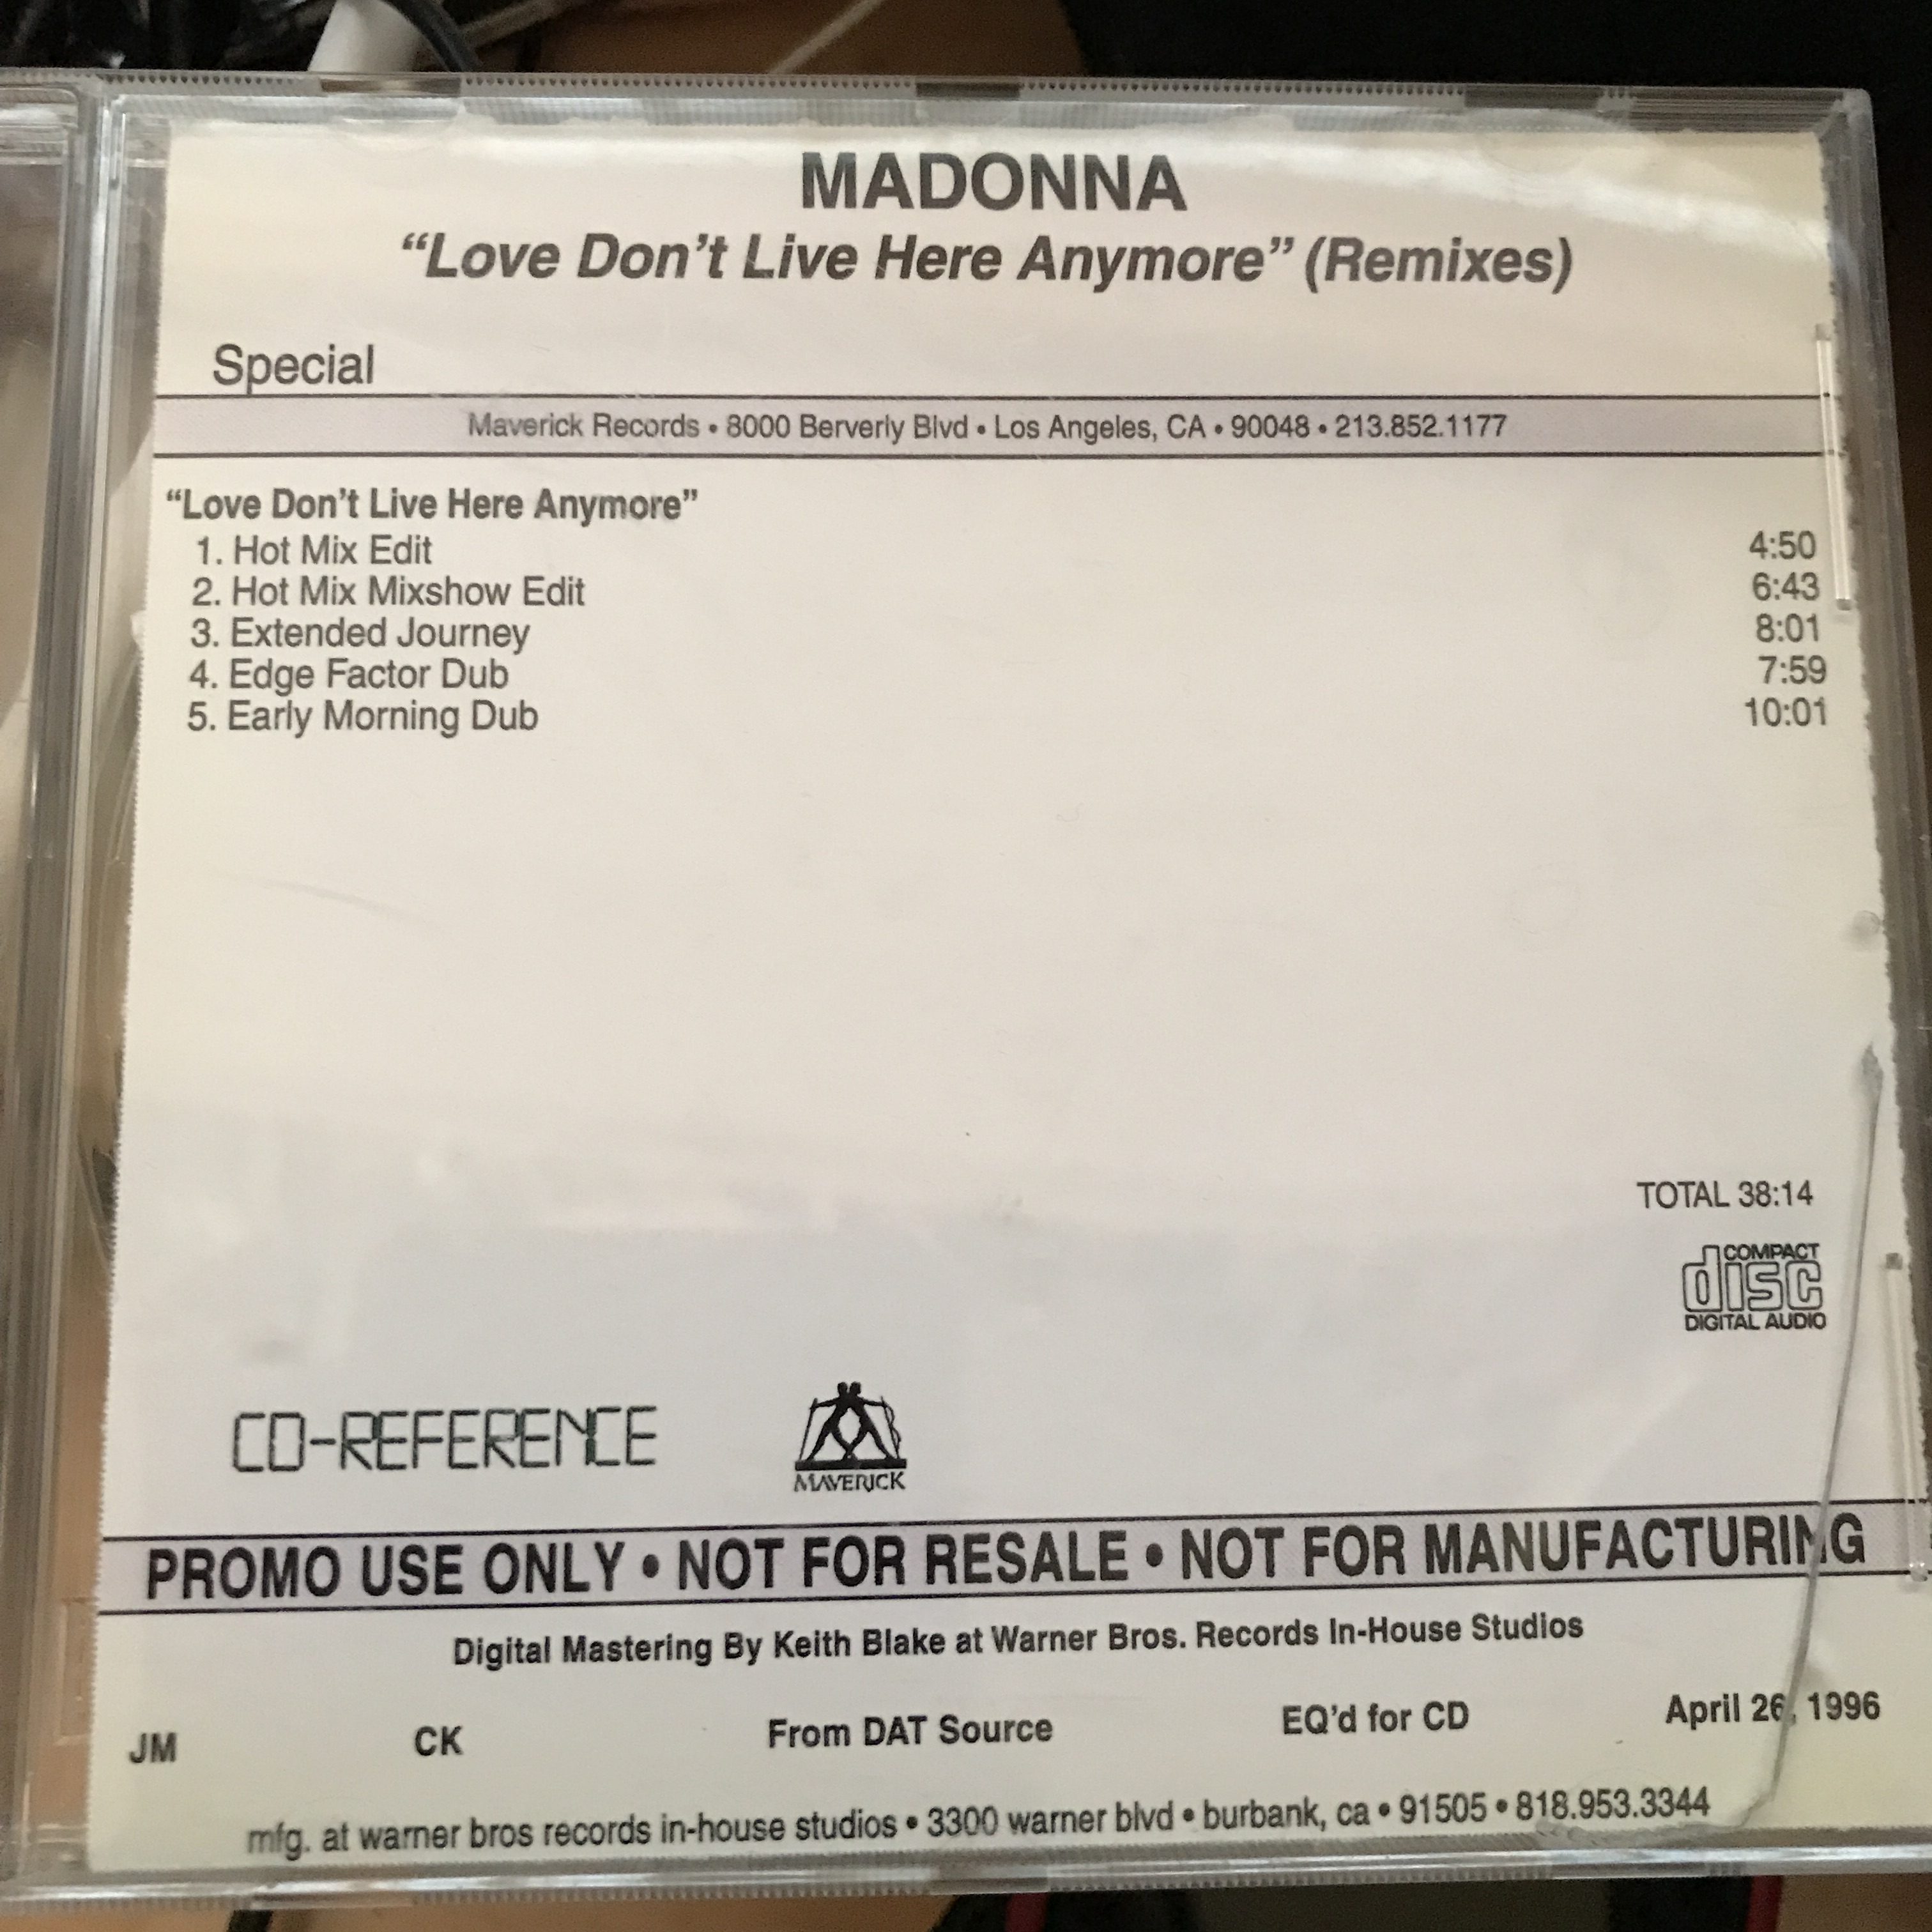 MADONNA
“Love Don’t Live Here Anymore” (Remixes)
Special
Maverick Records • 8000 Berverly Blvd • Los Angeles, CA • 90048 • 213.852.1177
“Love Don’t Live Here Anymore”
1. Hot Mix Edit 4:50
2. Hot Mix Mixshow Edit 6:43
3. Extended Journey 8:01
4. Edge Factor Dub 7:59
5. Early Morning Dub 10:01
TOTAL 38:14
COMPACT
disc
DIGITAL AUDIO
CD-REFERENCE
MAVERICK
PROMO USE ONLY • NOT FOR RESALE • NOT FOR MANUFACTURING
Digital Mastering By Keith Blake at Warner Bros. Records In-House Studios
JM CK From DAT Source EQ’d for CD April 26, 1996
mfg. at warner bros records in-house studios • 3300 warner blvd • burbank, ca • 91505 • 818.953.3344